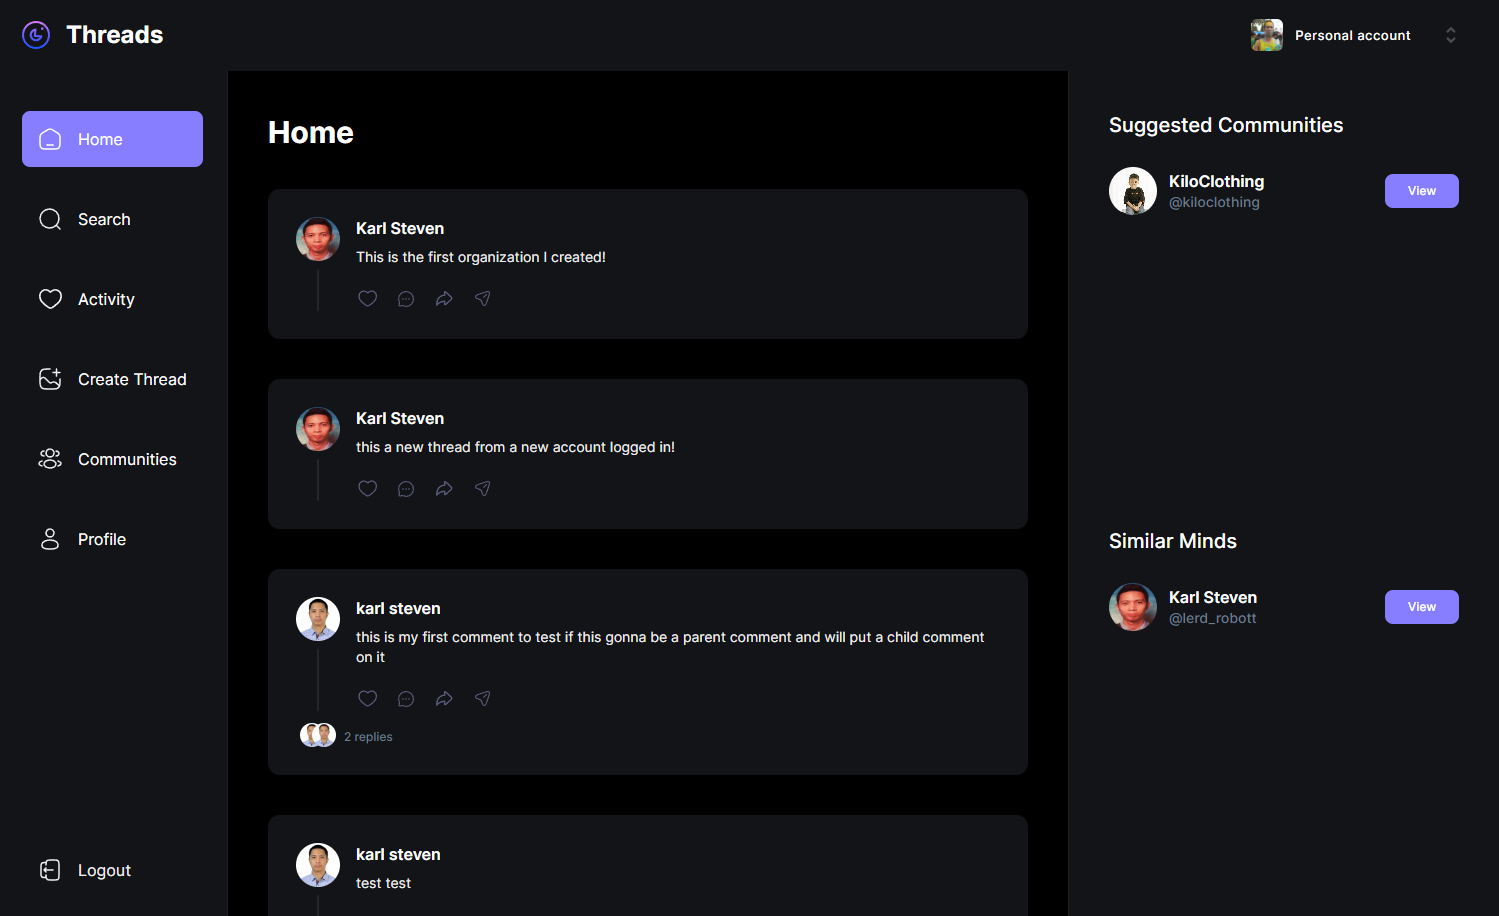 Threads
Personal account
Home
Search
Activity
Create Thread
Communities
Profile
Logout
Home
Karl Steven
This is the first organization I created!
Karl Steven
this a new thread from a new account logged in!
karl steven
this is my first comment to test if this gonna be a parent comment and will put a child comment
on it
2 replies
karl steven
test test
Suggested Communities
KiloClothing
@kiloclothing
View
Similar Minds
Karl Steven
@lerd_robott
View